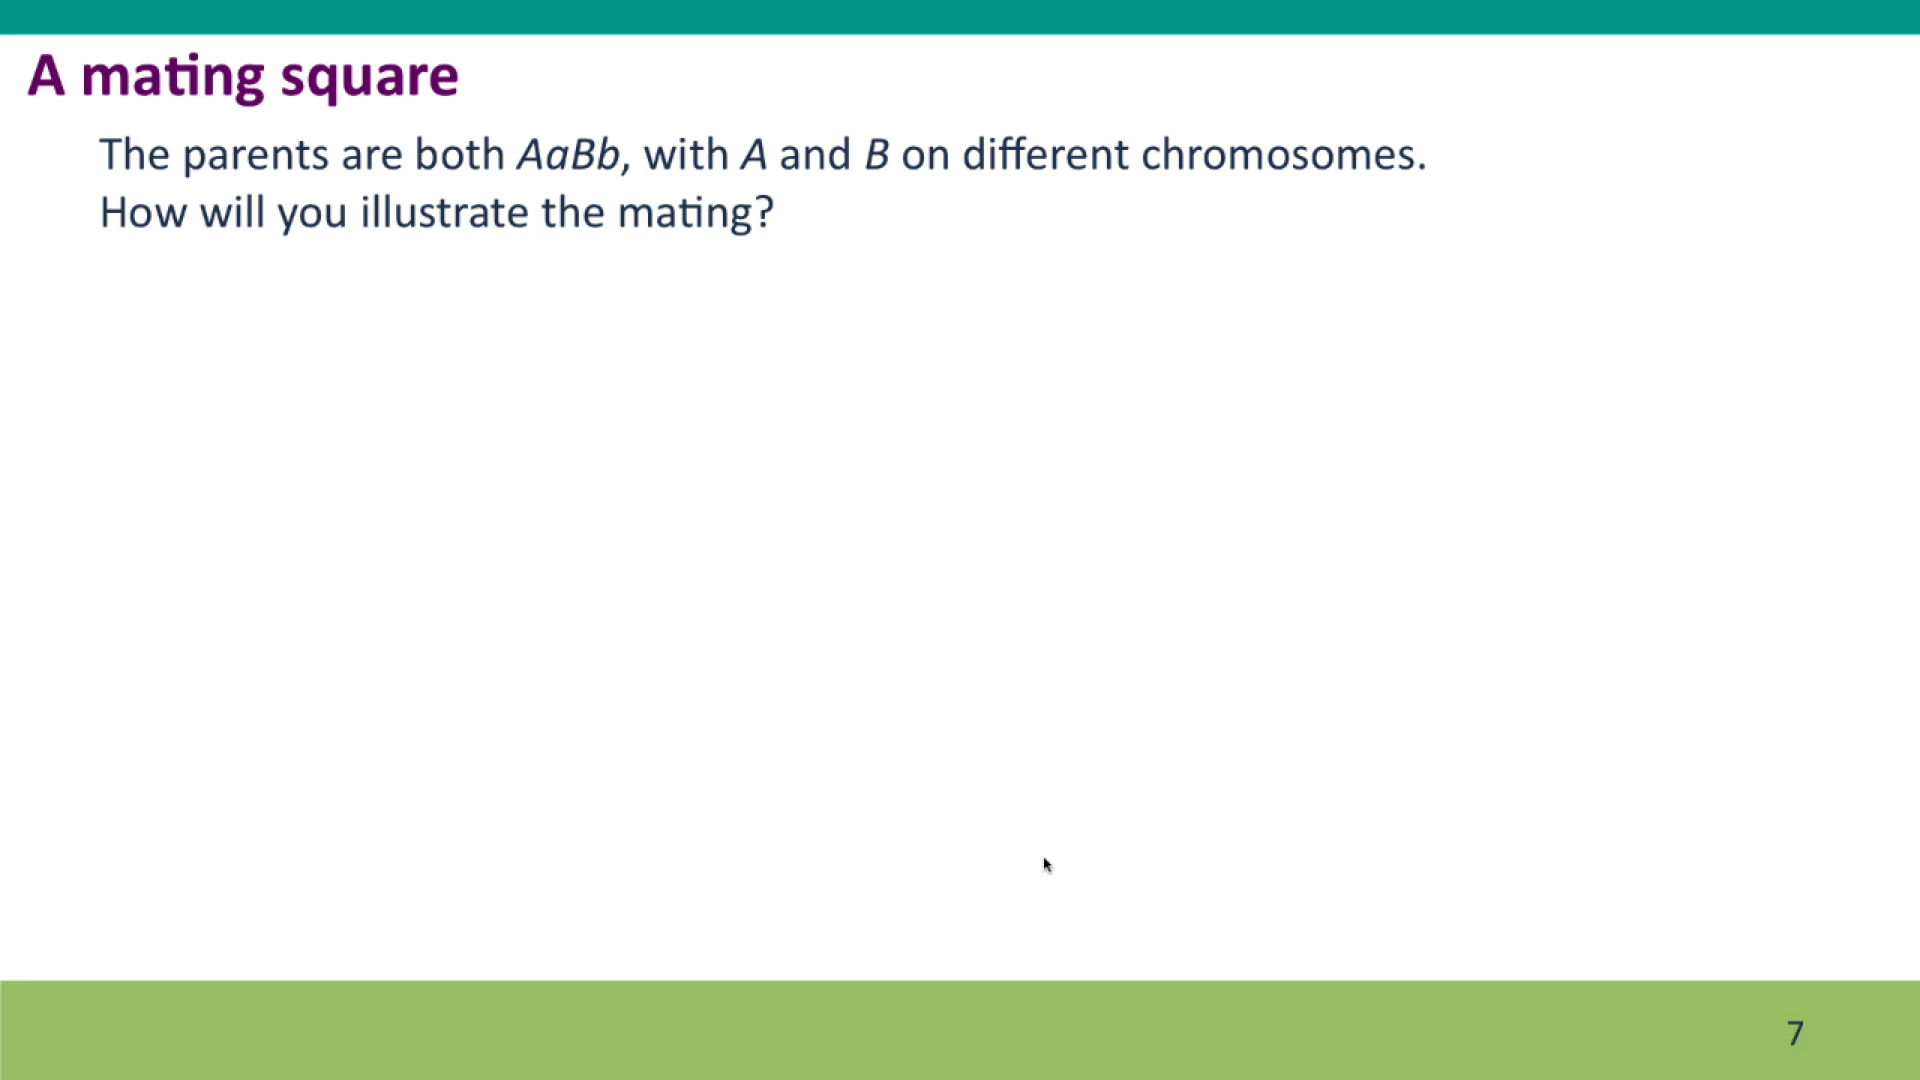 A mating square
The parents are both AaBb, with A and B on different chromosomes.
How will you illustrate the mating?
7